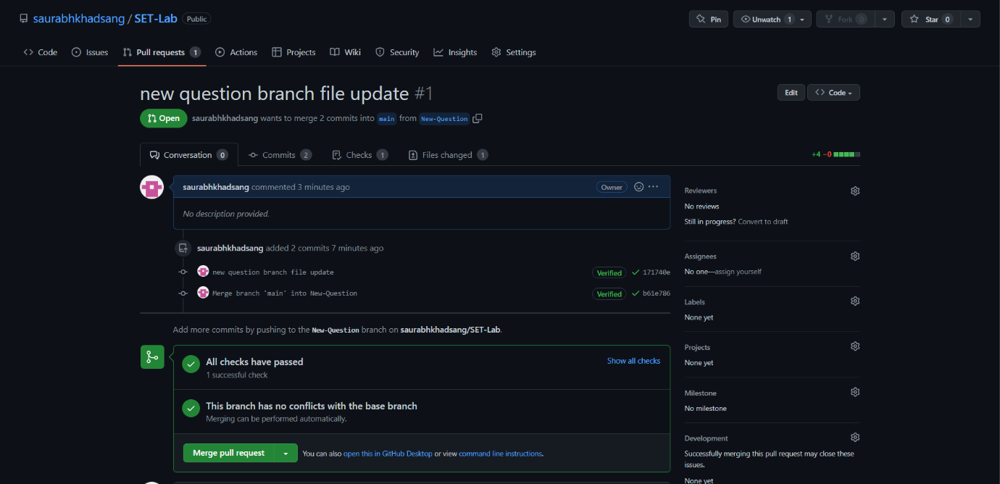 saurabhkhadsang / SET-Lab Public
Pin Unwatch 1 Fork 0 Star 0
Code Issues Pull requests 1 Actions Projects Wiki Security Insights Settings
new question branch file update #1
Edit Code
Open saurabhkhadsang wants to merge 2 commits into main from New-Question
Conversation 0 Commits 2 Checks 1 Files changed 1
+4 −0
saurabhkhadsang commented 3 minutes ago Owner
No description provided.
saurabhkhadsang added 2 commits 7 minutes ago
new question branch file update Verified 171740e
Merge branch 'main' into New-Question Verified b61e786
Add more commits by pushing to the New-Question branch on saurabhkhadsang/SET-Lab.
All checks have passed Show all checks
1 successful check
This branch has no conflicts with the base branch
Merging can be performed automatically.
Merge pull request You can also open this in GitHub Desktop or view command line instructions.
Reviewers
No reviews
Still in progress? Convert to draft
Assignees
No one—assign yourself
Labels
None yet
Projects
None yet
Milestone
No milestone
Development
Successfully merging this pull request may close these
issues.
None yet